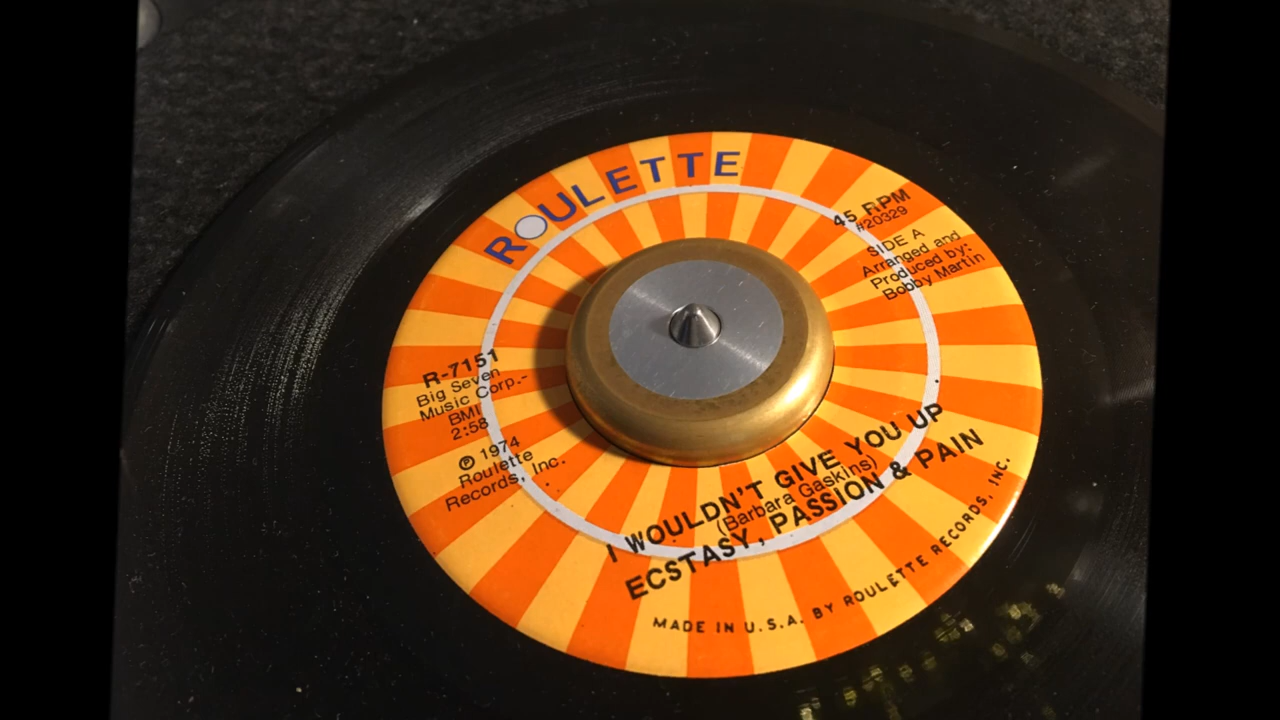 ROULETTE
45 RPM
#20329
SIDE A
Arranged and
Produced by:
Bobby Martin
R-7151
Big Seven
Music Corp.-
BMI
2:58
Ⓟ 1974
Roulette
Records, Inc.
I WOULDN'T GIVE YOU UP
(Barbara Gaskins)
ECSTASY, PASSION & PAIN
MADE IN U.S.A. BY ROULETTE RECORDS, INC.